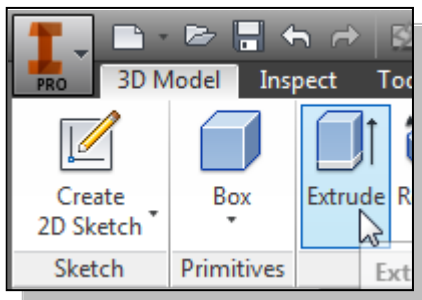 PRO
3D Model Inspect
Create
2D Sketch
Box
Extrude
Sketch Primitives